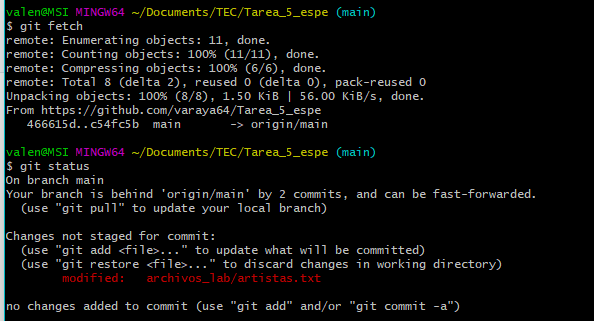 valen@MSI MINGW64 ~/Documents/TEC/Tarea_5_espe (main)
$ git fetch
remote: Enumerating objects: 11, done.
remote: Counting objects: 100% (11/11), done.
remote: Compressing objects: 100% (6/6), done.
remote: Total 8 (delta 2), reused 0 (delta 0), pack-reused 0
Unpacking objects: 100% (8/8), 1.50 KiB | 56.00 KiB/s, done.
From https://github.com/varaya64/Tarea_5_espe
   466615d..c54fc5b  main       -> origin/main

valen@MSI MINGW64 ~/Documents/TEC/Tarea_5_espe (main)
$ git status
On branch main
Your branch is behind 'origin/main' by 2 commits, and can be fast-forwarded.
  (use "git pull" to update your local branch)

Changes not staged for commit:
  (use "git add <file>..." to update what will be committed)
  (use "git restore <file>..." to discard changes in working directory)
        modified:   archivos_lab/artistas.txt

no changes added to commit (use "git add" and/or "git commit -a")